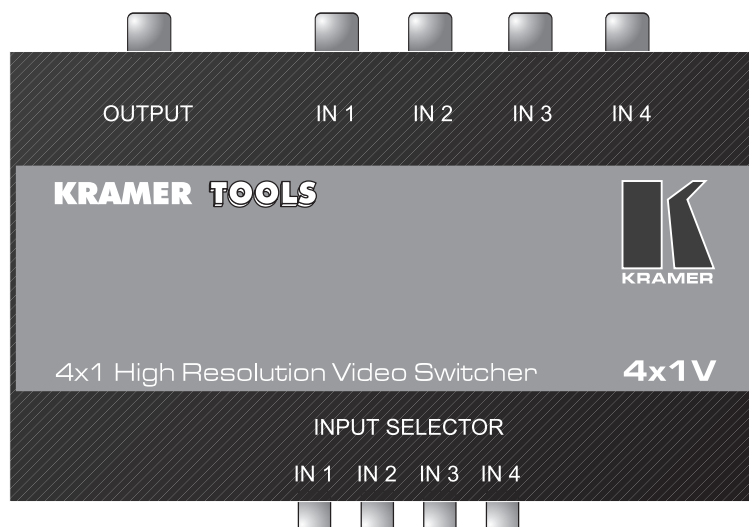 OUTPUT IN 1 IN 2 IN 3 IN 4
KRAMER TOOLS
KRAMER
4x1 High Resolution Video Switcher 4x1V
INPUT SELECTOR
IN 1 IN 2 IN 3 IN 4